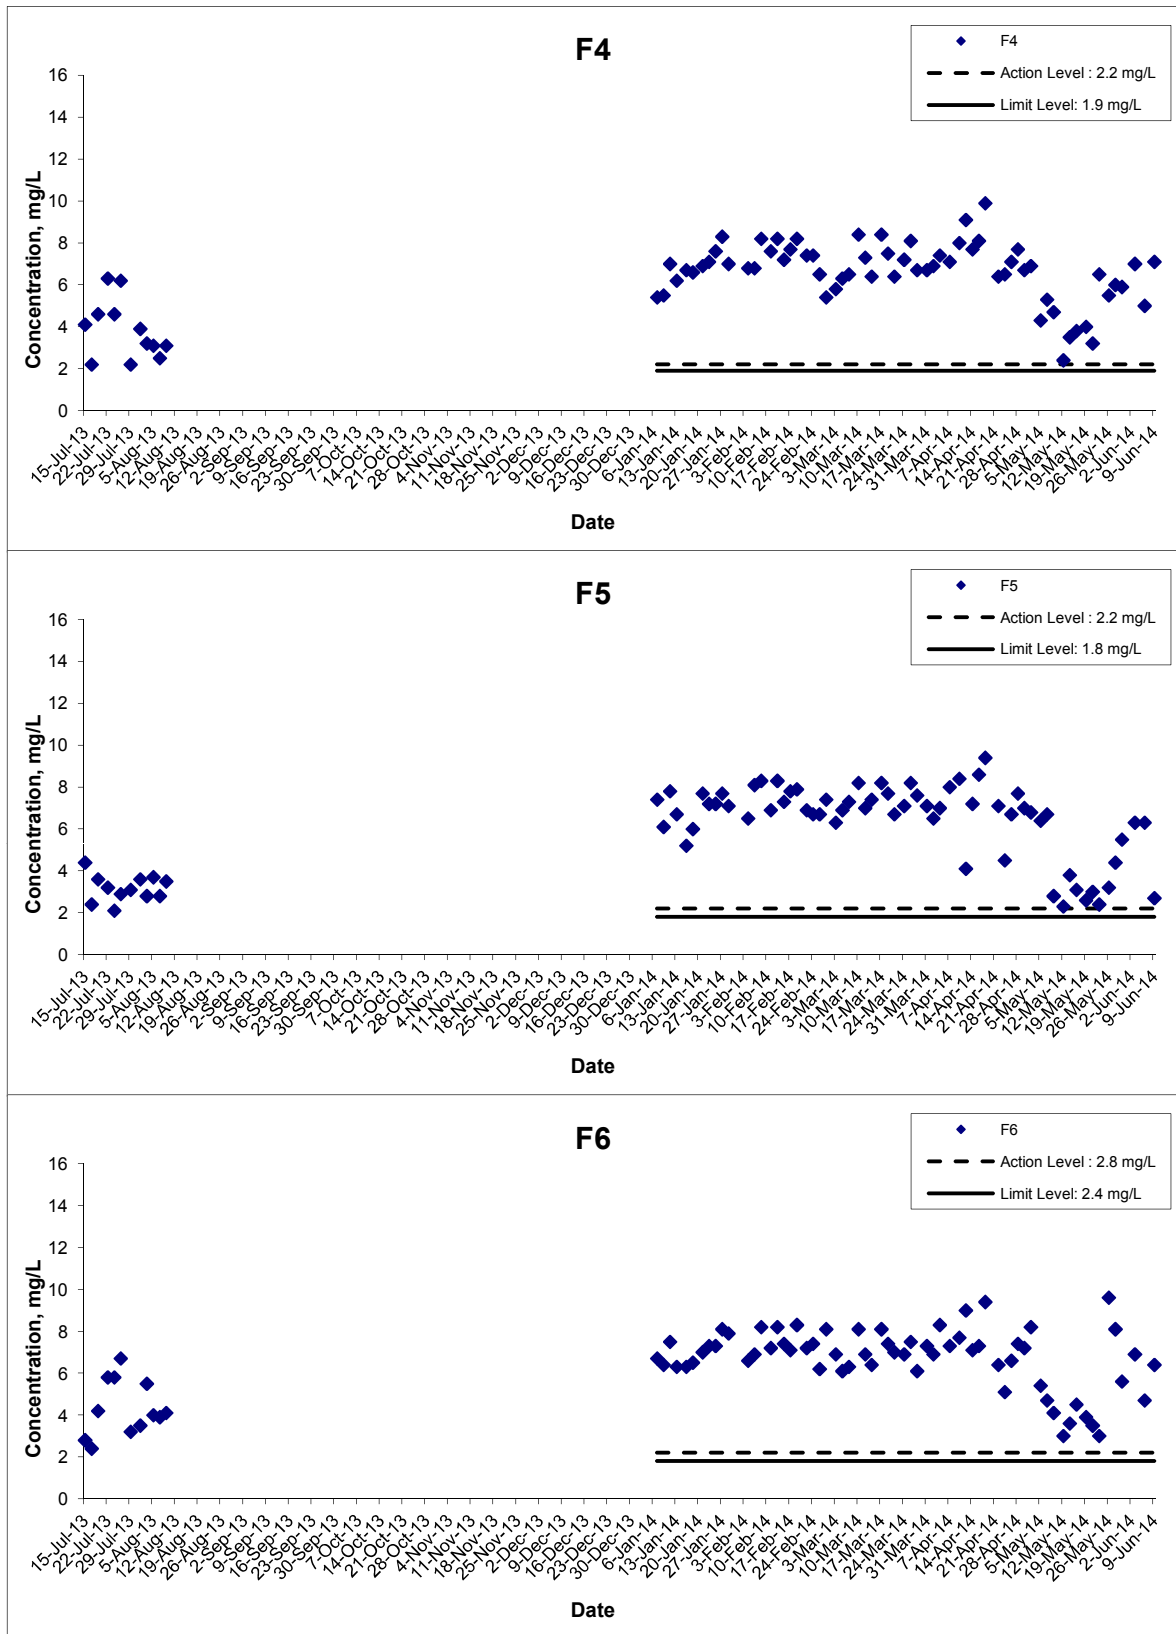 F4
F4
Action Level : 2.2 mg/L
Limit Level: 1.9 mg/L
Concentration, mg/L
16
14
12
10
8
6
4
2
0
15-Jul-13
22-Jul-13
29-Jul-13
5-Aug-13
12-Aug-13
19-Aug-13
26-Aug-13
2-Sep-13
9-Sep-13
16-Sep-13
23-Sep-13
30-Sep-13
7-Oct-13
14-Oct-13
21-Oct-13
28-Oct-13
4-Nov-13
11-Nov-13
18-Nov-13
25-Nov-13
2-Dec-13
9-Dec-13
16-Dec-13
23-Dec-13
30-Dec-13
6-Jan-14
13-Jan-14
20-Jan-14
27-Jan-14
3-Feb-14
10-Feb-14
17-Feb-14
24-Feb-14
3-Mar-14
10-Mar-14
17-Mar-14
24-Mar-14
31-Mar-14
7-Apr-14
14-Apr-14
21-Apr-14
28-Apr-14
5-May-14
12-May-14
19-May-14
26-May-14
2-Jun-14
9-Jun-14
Date
F5
F5
Action Level : 2.2 mg/L
Limit Level: 1.8 mg/L
Concentration, mg/L
16
14
12
10
8
6
4
2
0
15-Jul-13
22-Jul-13
29-Jul-13
5-Aug-13
12-Aug-13
19-Aug-13
26-Aug-13
2-Sep-13
9-Sep-13
16-Sep-13
23-Sep-13
30-Sep-13
7-Oct-13
14-Oct-13
21-Oct-13
28-Oct-13
4-Nov-13
11-Nov-13
18-Nov-13
25-Nov-13
2-Dec-13
9-Dec-13
16-Dec-13
23-Dec-13
30-Dec-13
6-Jan-14
13-Jan-14
20-Jan-14
27-Jan-14
3-Feb-14
10-Feb-14
17-Feb-14
24-Feb-14
3-Mar-14
10-Mar-14
17-Mar-14
24-Mar-14
31-Mar-14
7-Apr-14
14-Apr-14
21-Apr-14
28-Apr-14
5-May-14
12-May-14
19-May-14
26-May-14
2-Jun-14
9-Jun-14
Date
F6
F6
Action Level : 2.8 mg/L
Limit Level: 2.4 mg/L
Concentration, mg/L
16
14
12
10
8
6
4
2
0
15-Jul-13
22-Jul-13
29-Jul-13
5-Aug-13
12-Aug-13
19-Aug-13
26-Aug-13
2-Sep-13
9-Sep-13
16-Sep-13
23-Sep-13
30-Sep-13
7-Oct-13
14-Oct-13
21-Oct-13
28-Oct-13
4-Nov-13
11-Nov-13
18-Nov-13
25-Nov-13
2-Dec-13
9-Dec-13
16-Dec-13
23-Dec-13
30-Dec-13
6-Jan-14
13-Jan-14
20-Jan-14
27-Jan-14
3-Feb-14
10-Feb-14
17-Feb-14
24-Feb-14
3-Mar-14
10-Mar-14
17-Mar-14
24-Mar-14
31-Mar-14
7-Apr-14
14-Apr-14
21-Apr-14
28-Apr-14
5-May-14
12-May-14
19-May-14
26-May-14
2-Jun-14
9-Jun-14
Date